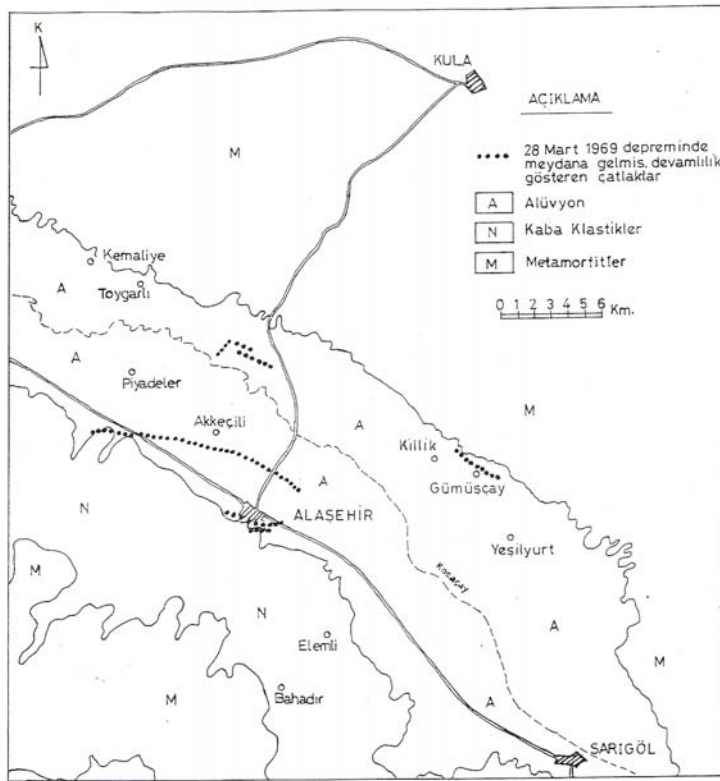 K
KULA
AÇIKLAMA
28 Mart 1969 depreminde
meydana gelmiş, devamlılık
gösteren çatlaklar
A Alüvyon
N Kaba Klastikler
M Metamorfitler
0 1 2 3 4 5 6 Km.
M
Kemaliye
A
Toygarlı
A
Piyadeler
Akkeçili
A
M
Killik
Gümüşçay
A
N
ALAŞEHİR
Yeşilyurt
M
Kocaçay
N
Elemli
A
M
M
Bahadır
A
SARIGÖL